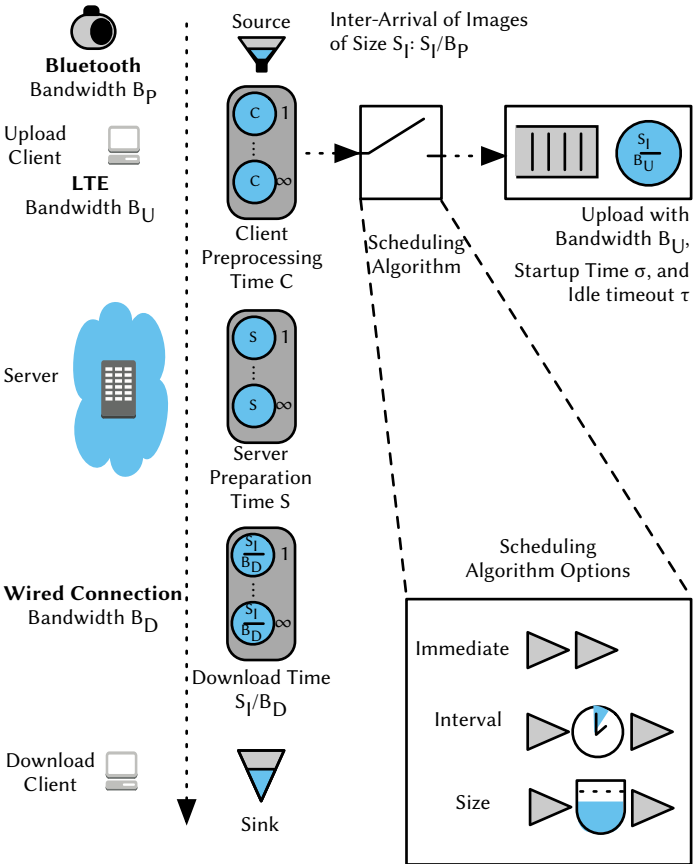 Source
Inter-Arrival of Images
of Size S_I: S_I/B_P
Bluetooth
Bandwidth B_P
Upload
Client
LTE
Bandwidth B_U
C 1
⋮
C ∞
Client
Preprocessing
Time C
Scheduling
Algorithm
S_I
B_U
Upload with
Bandwidth B_U,
Startup Time σ, and
Idle timeout τ
Server
S 1
⋮
S ∞
Server
Preparation
Time S
Wired Connection
Bandwidth B_D
S_I
B_D
1
⋮
S_I
B_D
∞
Download Time
S_I/B_D
Scheduling
Algorithm Options
Immediate
Interval
Size
Download
Client
Sink